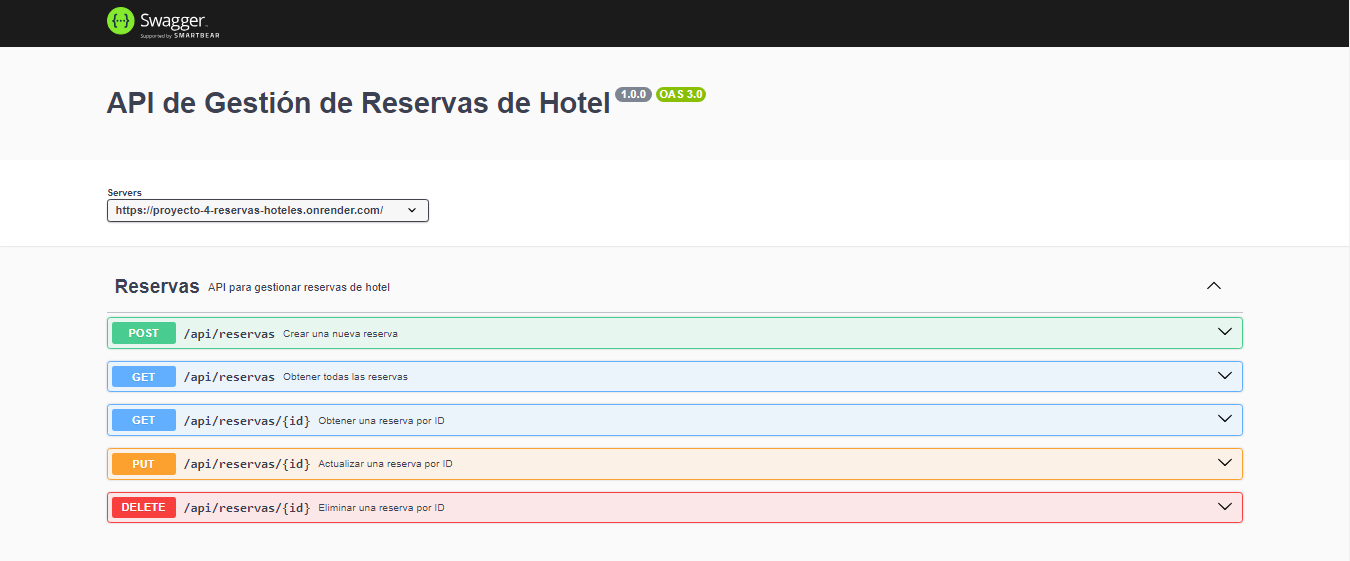 Swagger
Supported by SMARTBEAR
API de Gestión de Reservas de Hotel 1.0.0 OAS 3.0
Servers
https://proyecto-4-reservas-hoteles.onrender.com/
Reservas API para gestionar reservas de hotel
POST /api/reservas Crear una nueva reserva
GET /api/reservas Obtener todas las reservas
GET /api/reservas/{id} Obtener una reserva por ID
PUT /api/reservas/{id} Actualizar una reserva por ID
DELETE /api/reservas/{id} Eliminar una reserva por ID